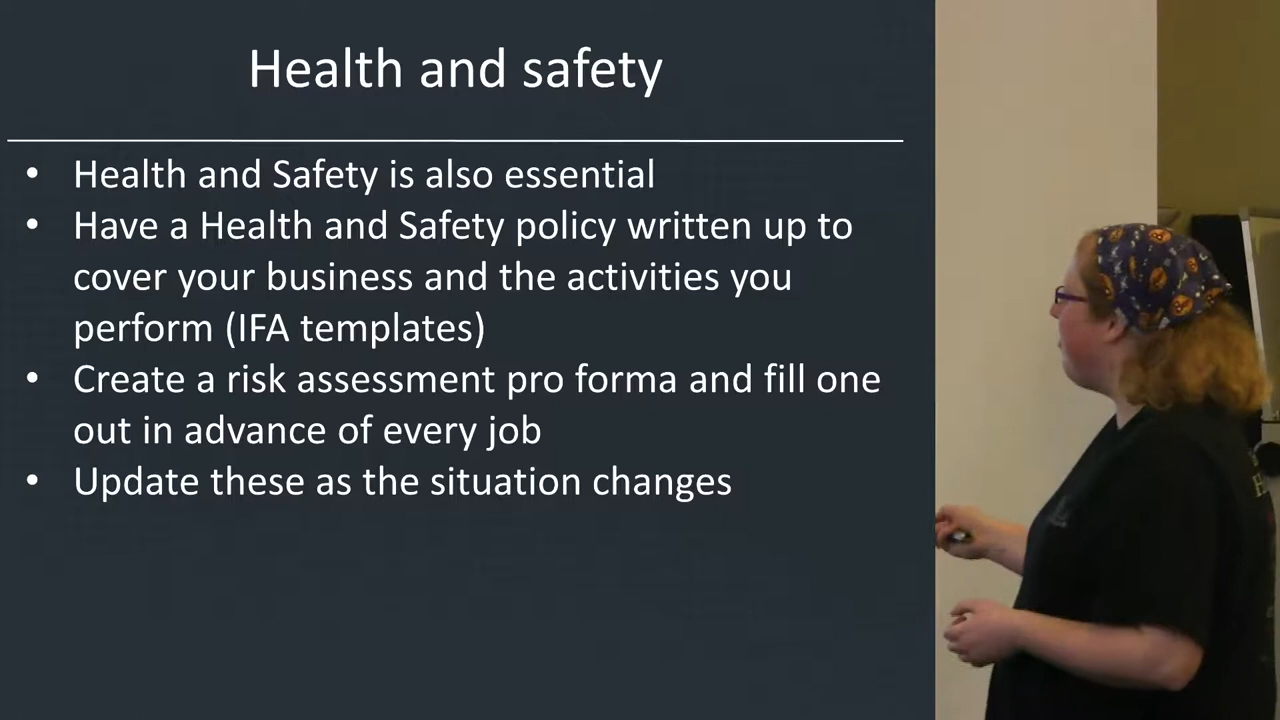 Health and safety
• Health and Safety is also essential
• Have a Health and Safety policy written up to
cover your business and the activities you
perform (IFA templates)
• Create a risk assessment pro forma and fill one
out in advance of every job
• Update these as the situation changes